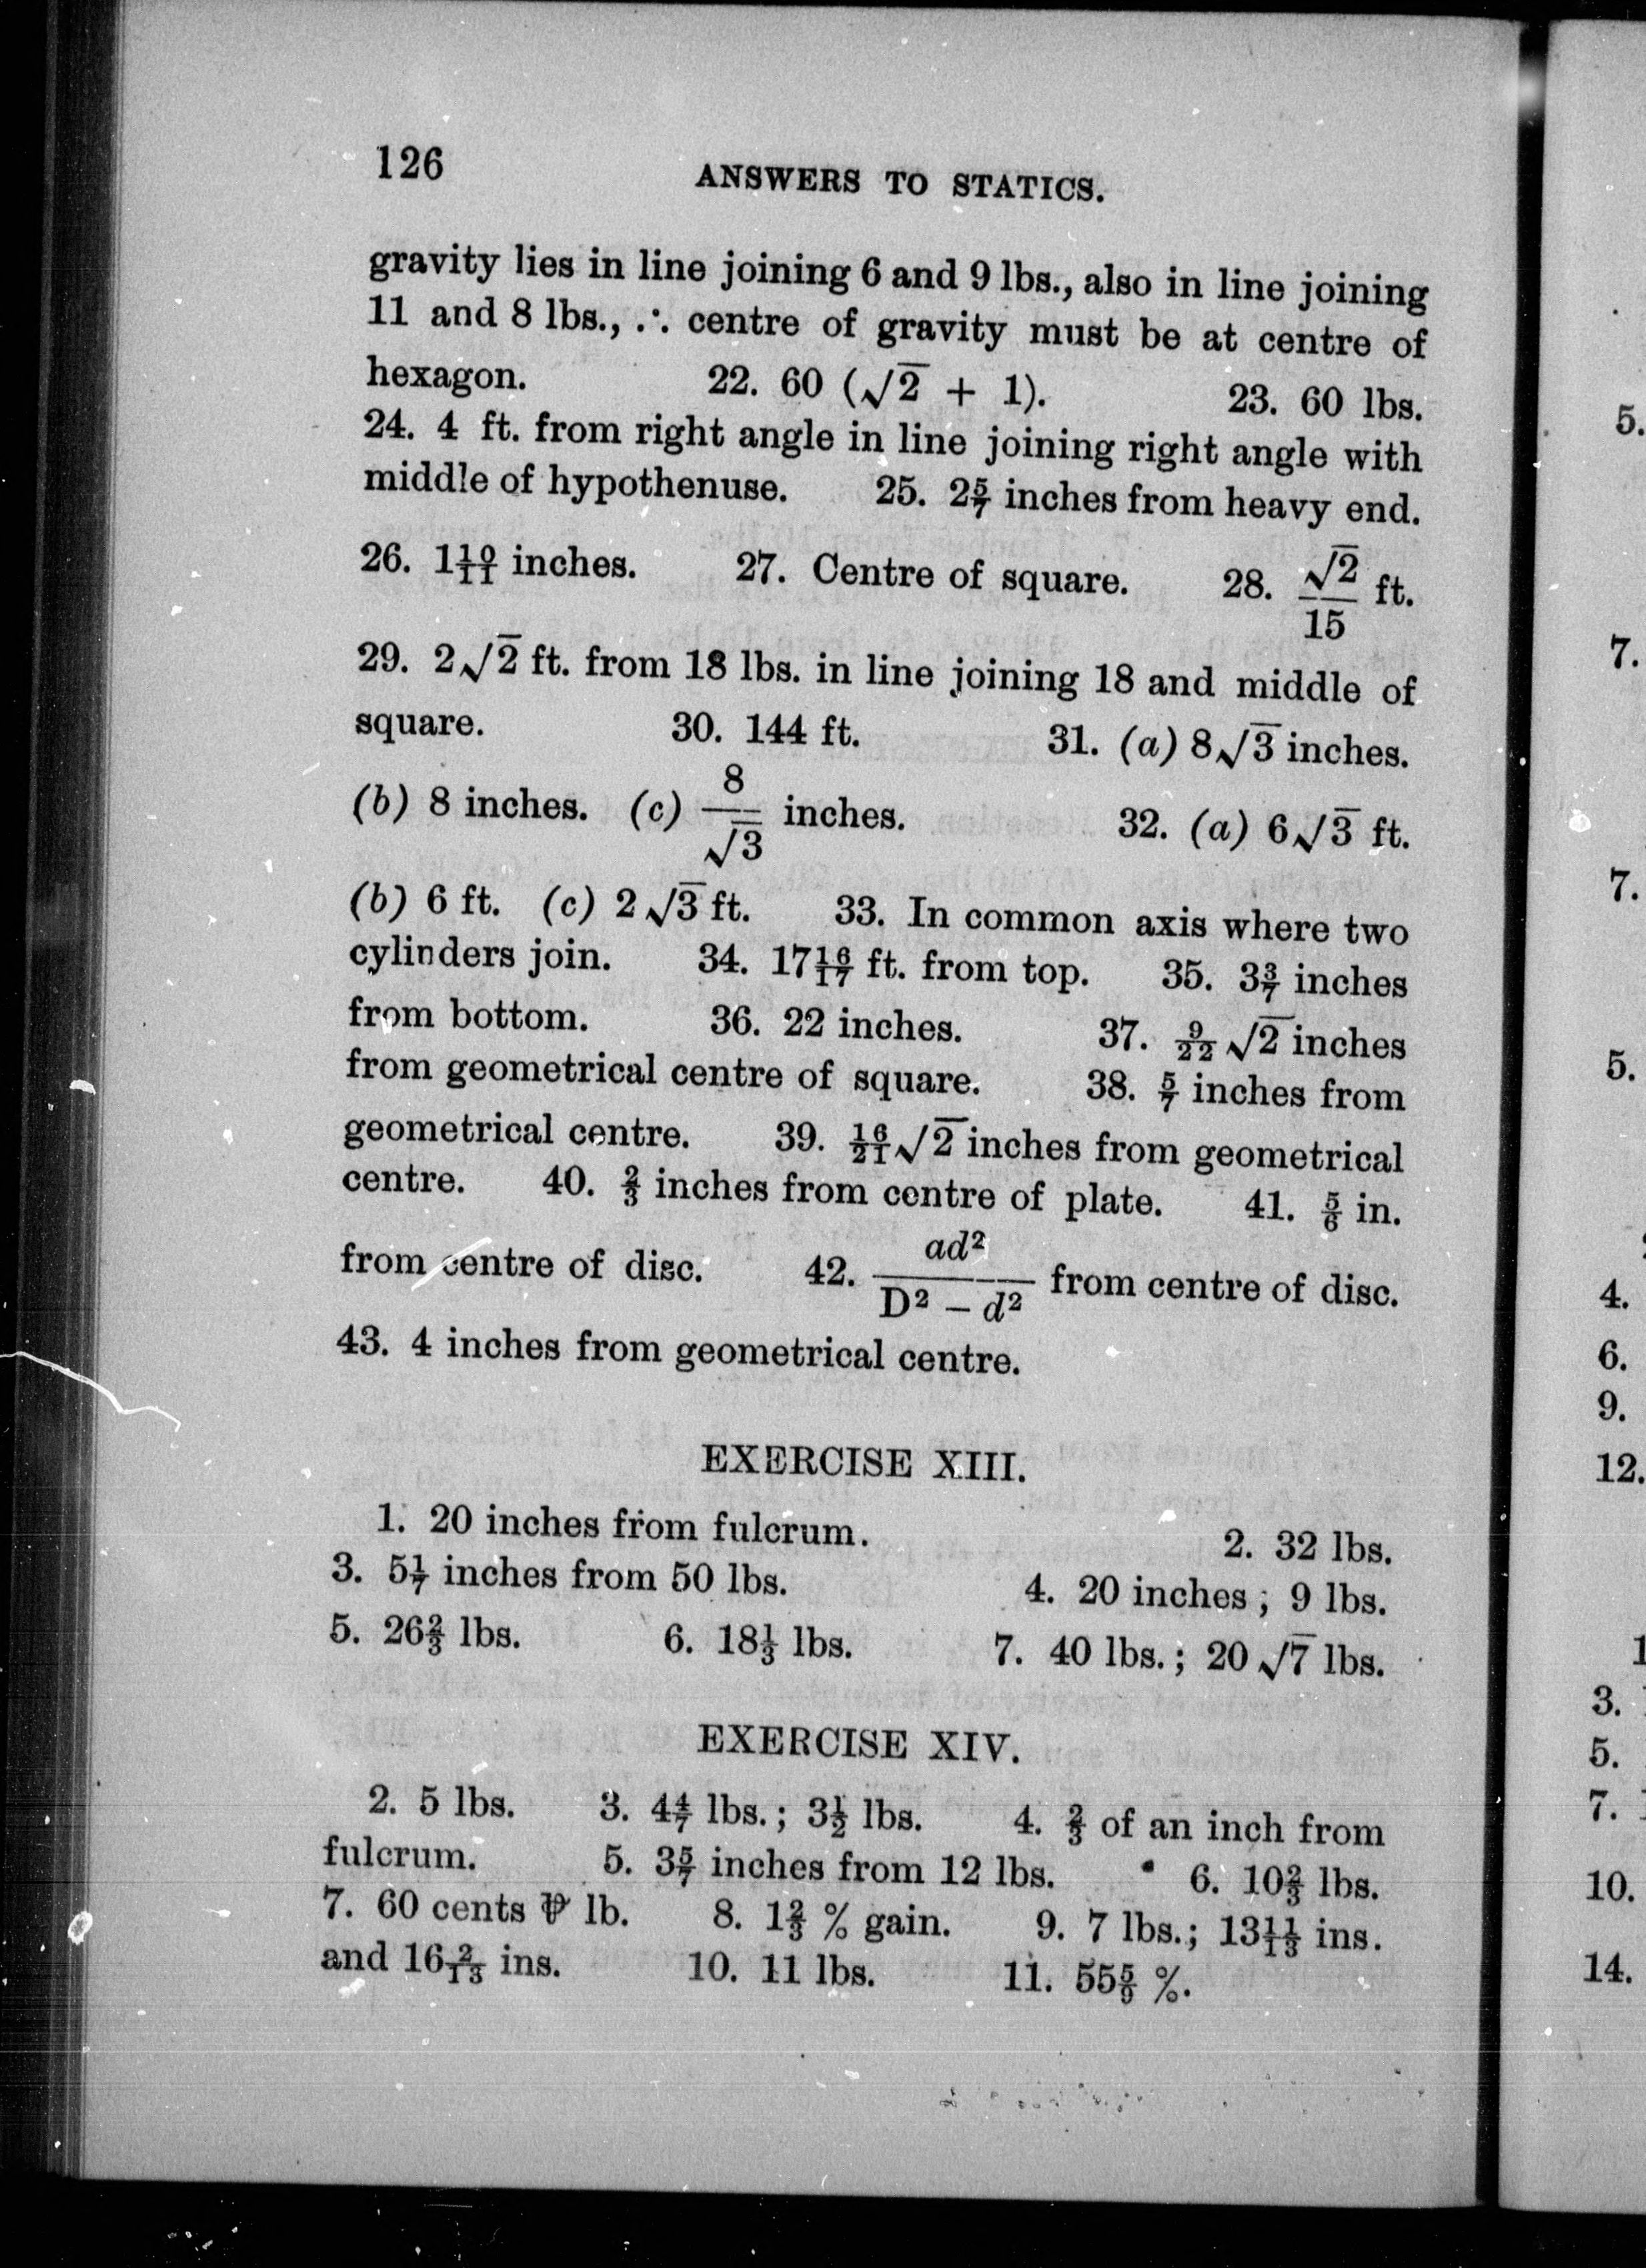 126
ANSWERS TO STATICS.
gravity lies in line joining 6 and 9 lbs., also in line joining
11 and 8 lbs., ∴ centre of gravity must be at centre of
hexagon. 22. 60 (√2 + 1). 23. 60 lbs.
24. 4 ft. from right angle in line joining right angle with
middle of hypothenuse. 25. 2 5/7 inches from heavy end.
26. 1 10/11 inches. 27. Centre of square. 28. √2/15 ft.
29. 2√2 ft. from 18 lbs. in line joining 18 and middle of
square. 30. 144 ft. 31. (a) 8√3 inches.
(b) 8 inches. (c) 8/√3 inches. 32. (a) 6√3 ft.
(b) 6 ft. (c) 2√3 ft. 33. In common axis where two
cylinders join. 34. 17 16/17 ft. from top. 35. 3 3/7 inches
from bottom. 36. 22 inches. 37. 9/22 √2 inches
from geometrical centre of square. 38. 5/7 inches from
geometrical centre. 39. 16/21 √2 inches from geometrical
centre. 40. 2/3 inches from centre of plate. 41. 5/6 in.
from centre of disc. 42. ad²/(D² – d²) from centre of disc.
43. 4 inches from geometrical centre.
EXERCISE XIII.
1. 20 inches from fulcrum. 2. 32 lbs.
3. 5 1/7 inches from 50 lbs. 4. 20 inches; 9 lbs.
5. 26 2/3 lbs. 6. 18 1/3 lbs. 7. 40 lbs.; 20 √7 lbs.
EXERCISE XIV.
2. 5 lbs. 3. 4 4/7 lbs.; 3 1/2 lbs. 4. 2/3 of an inch from
fulcrum. 5. 3 5/7 inches from 12 lbs. 6. 10 2/3 lbs.
7. 60 cents ⅌ lb. 8. 1 2/3 % gain. 9. 7 lbs.; 13 11/13 ins.
and 16 2/13 ins. 10. 11 lbs. 11. 55 5/9 %.
5.
7.
7.
5.
4.
6.
9.
12.
1
3.
5.
7.
10.
14.